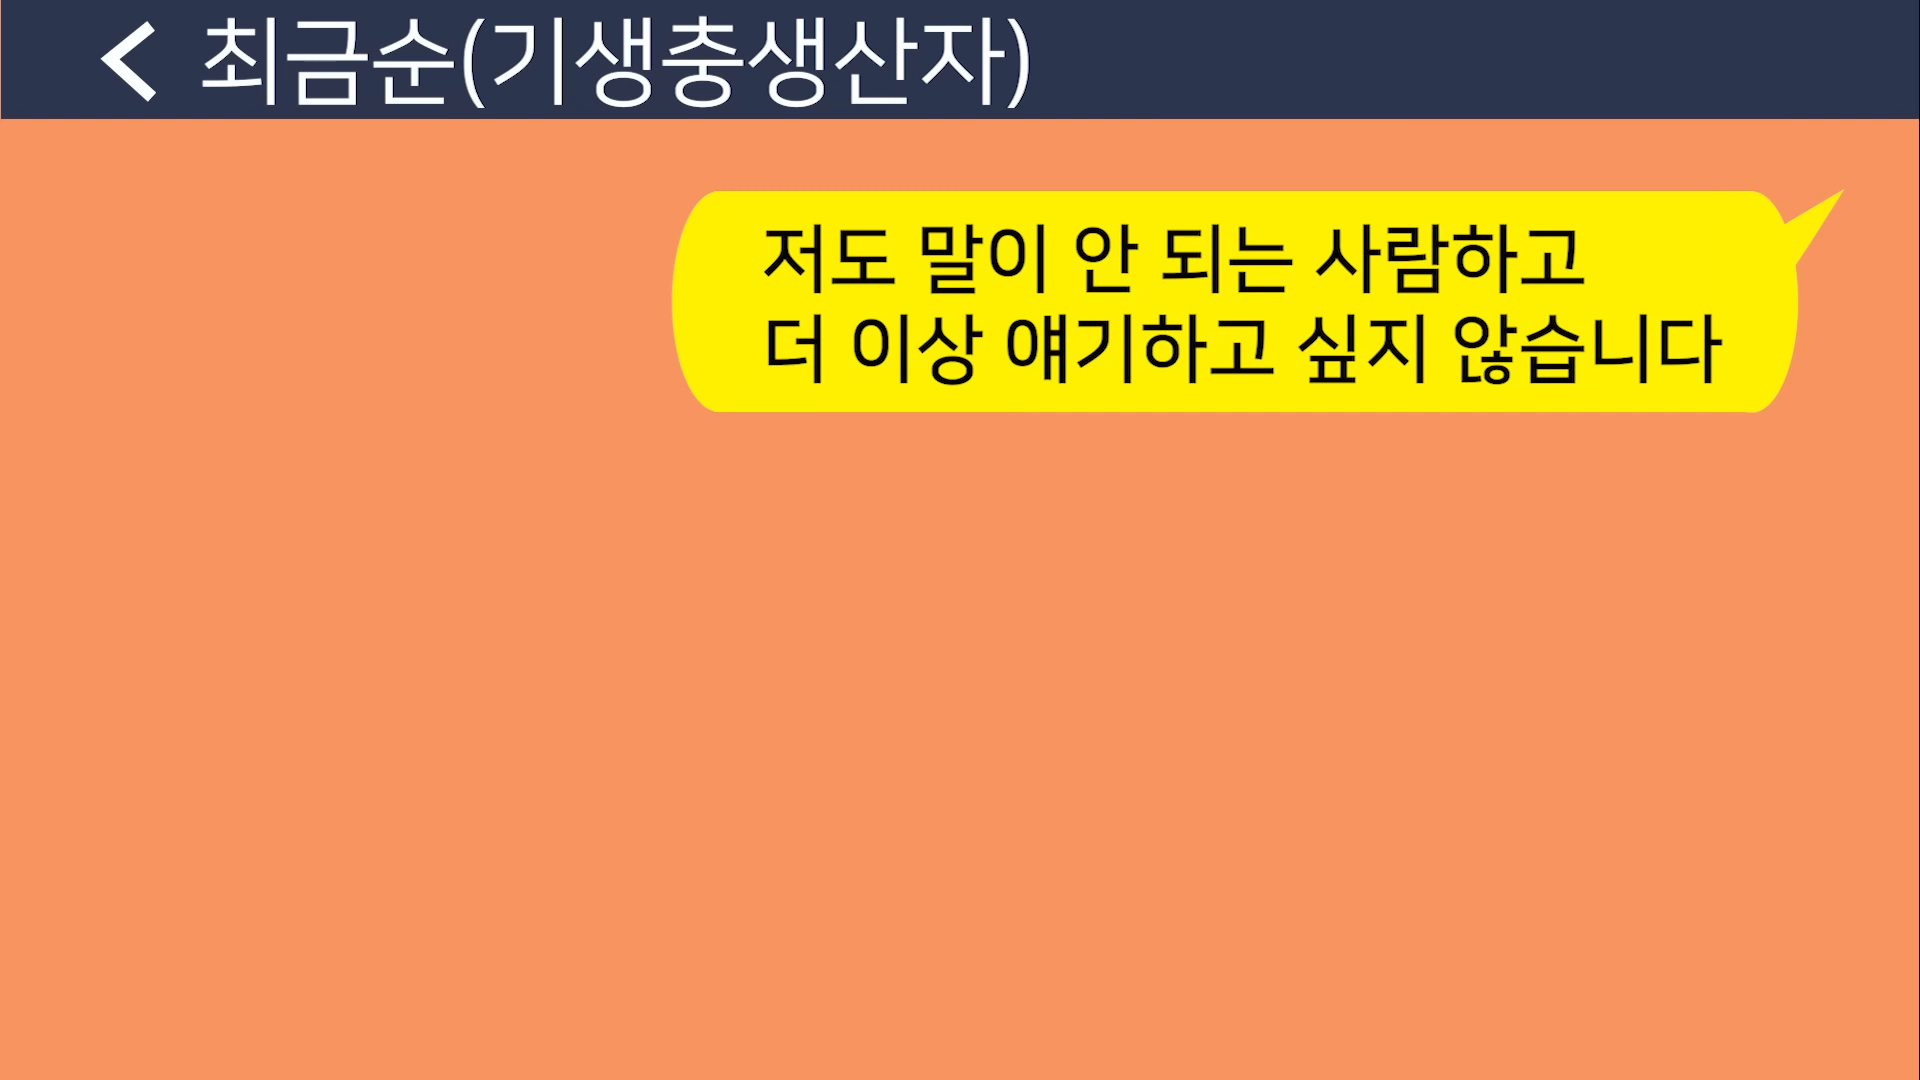 최금순(기생충생산자)
저도 말이 안 되는 사람하고
더 이상 얘기하고 싶지 않습니다